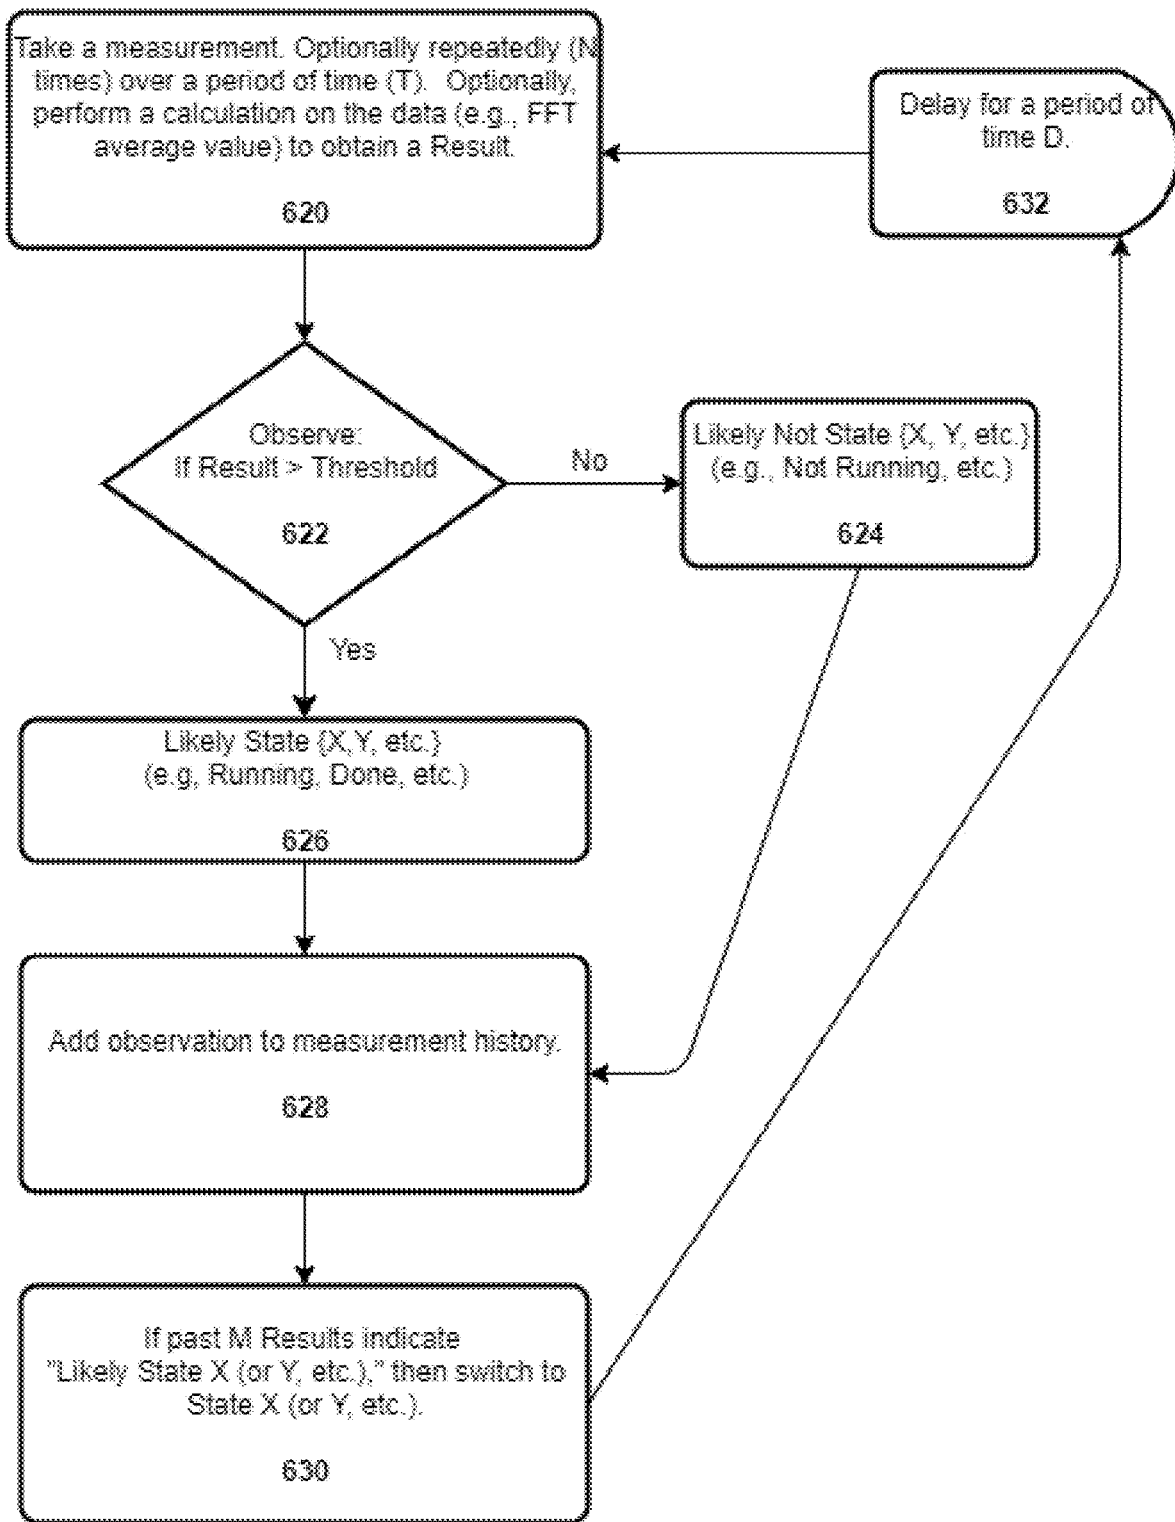 Take a measurement. Optionally repeatedly (N
times) over a period of time (T). Optionally,
perform a calculation on the data (e.g., FFT
average value) to obtain a Result.
620
Delay for a period of
time D.
632
Observe:
if Result > Threshold
622
No
Likely Not State {X, Y, etc.}
(e.g., Not Running, etc.)
624
Yes
Likely State {X,Y, etc.}
(e.g, Running, Done, etc.)
626
Add observation to measurement history.
628
If past M Results indicate
"Likely State X (or Y, etc.)," then switch to
State X (or Y, etc.).
630